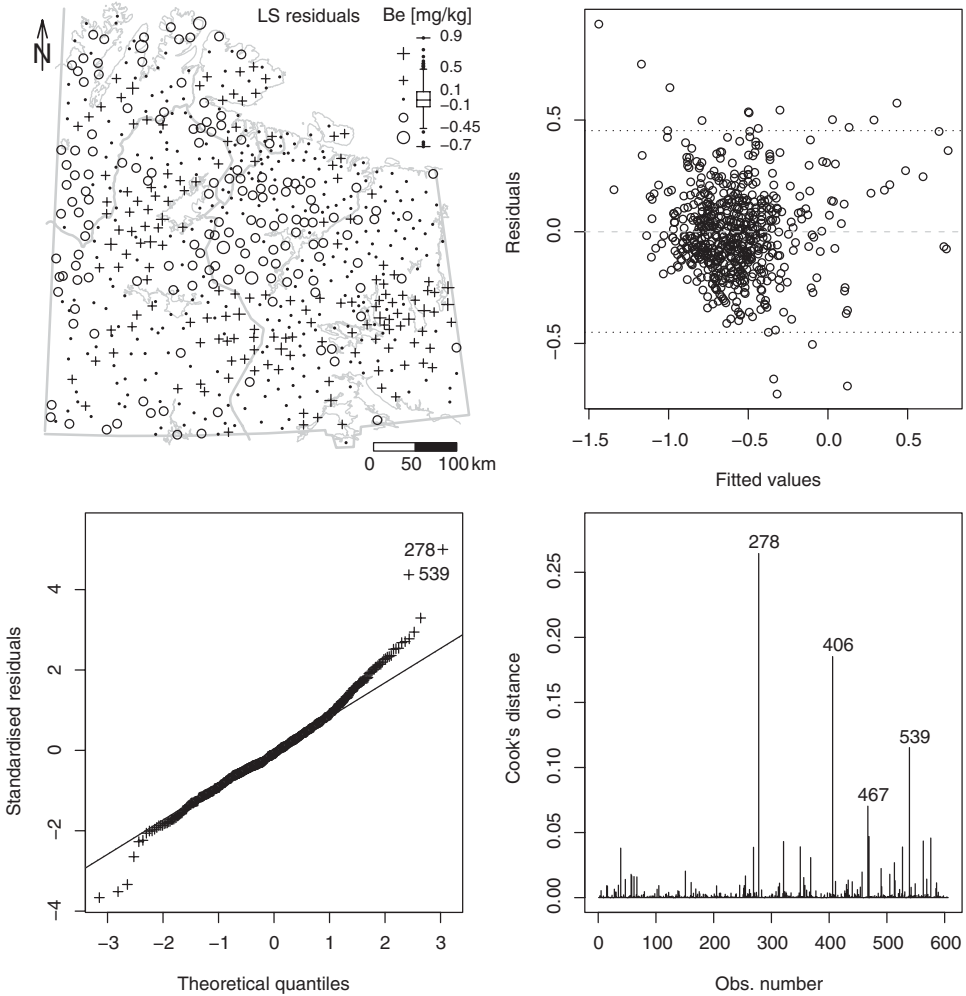 LS residuals
Be [mg/kg]
0.9
0.5
0.1
−0.1
−0.45
−0.7
N
0 50 100 km
Residuals
0.5
0.0
−0.5
−1.5 −1.0 −0.5 0.0 0.5
Fitted values
Standardised residuals
4
2
0
−2
−4
278
539
−3 −2 −1 0 1 2 3
Theoretical quantiles
Cook's distance
0.25
0.20
0.15
0.10
0.05
0.00
278
406
539
467
0 100 200 300 400 500 600
Obs. number